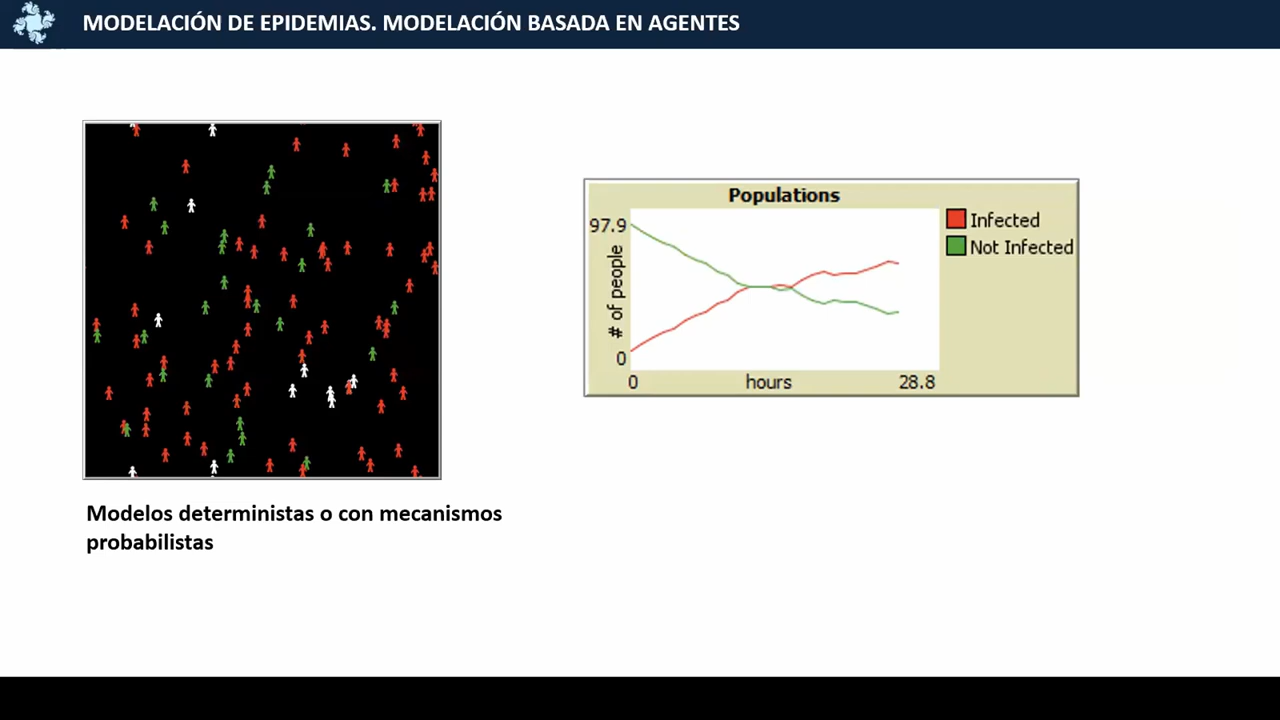 MODELACIÓN DE EPIDEMIAS. MODELACIÓN BASADA EN AGENTES
Populations
97.9
# of people
0
0
hours
28.8
Infected
Not Infected
Modelos deterministas o con mecanismos
probabilistas